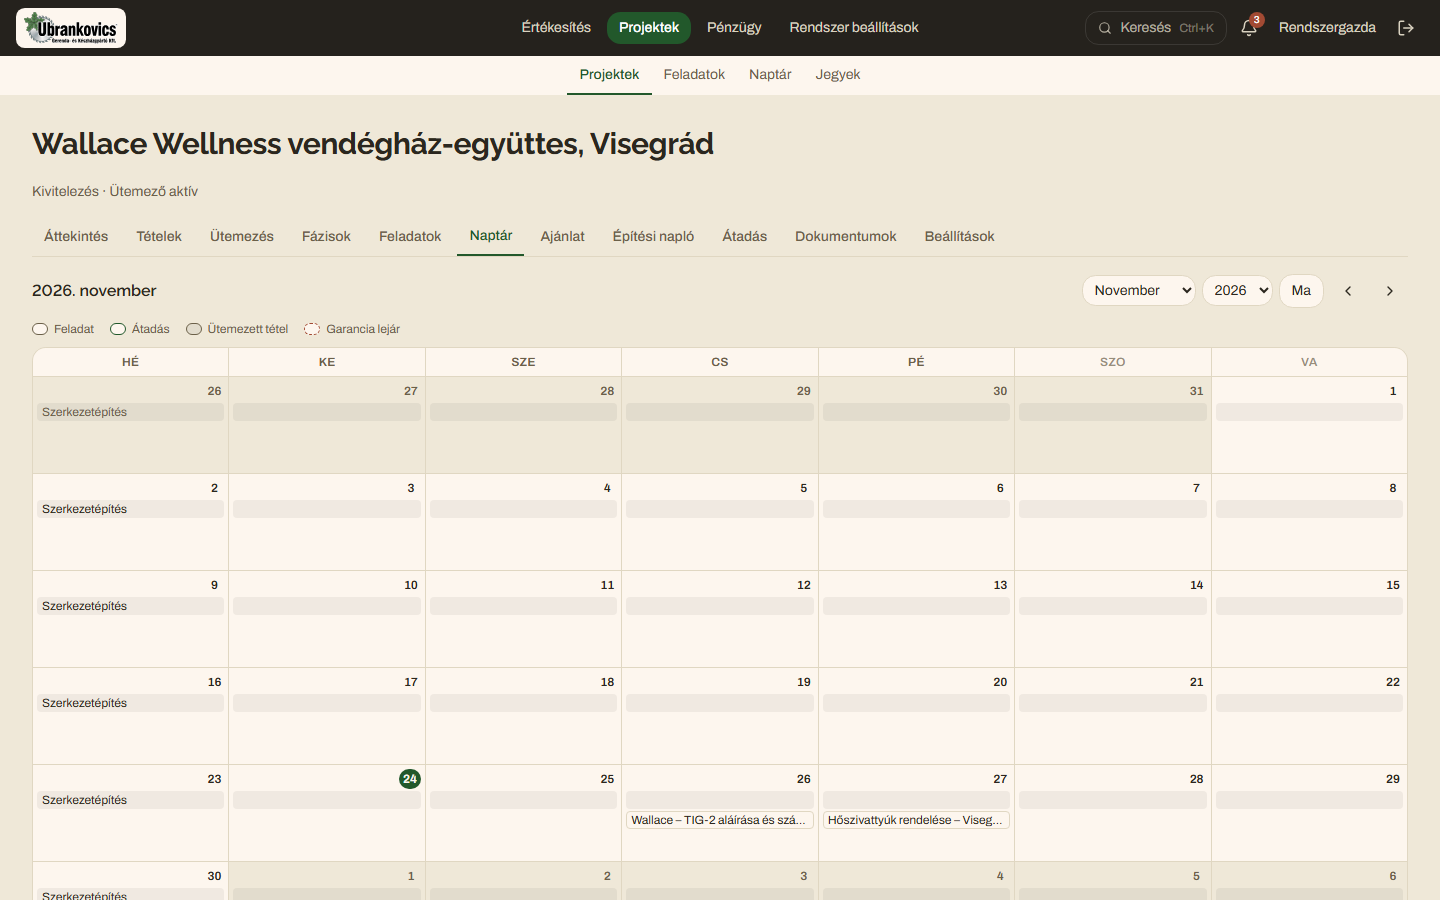 Ubrankovics
Gerenda- és Készházgyártó Kft.
Értékesítés Projektek Pénzügy Rendszer beállítások Keresés Ctrl+K 3 Rendszergazda
Projektek Feladatok Naptár Jegyek
Wallace Wellness vendégház-együttes, Visegrád
Kivitelezés · Ütemező aktív
Áttekintés Tételek Ütemezés Fázisok Feladatok Naptár Ajánlat Építési napló Átadás Dokumentumok Beállítások
2026. november November 2026 Ma
Feladat Átadás Ütemezett tétel Garancia lejár
HÉ KE SZE CS PÉ SZO VA
26 27 28 29 30 31 1
Szerkezetépítés
2 3 4 5 6 7 8
Szerkezetépítés
9 10 11 12 13 14 15
Szerkezetépítés
16 17 18 19 20 21 22
Szerkezetépítés
23 24 25 26 27 28 29
Szerkezetépítés
Wallace – TIG-2 aláírása és szá... Hőszivattyúk rendelése – Viseg...
30 1 2 3 4 5 6
Szerkezetépítés